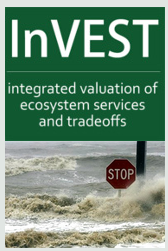 InVEST
integrated valuation of
ecosystem services
and tradeoffs
STOP